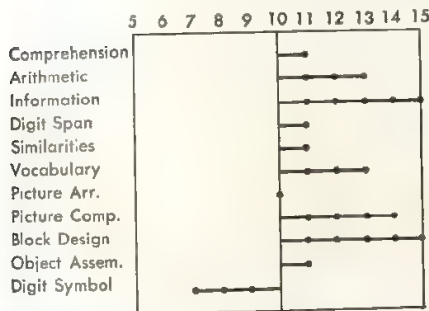 5 6 7 8 9 10 11 12 13 14 15
Comprehension
Arithmetic
Information
Digit Span
Similarities
Vocabulary
Picture Arr.
Picture Comp.
Block Design
Object Assem.
Digit Symbol